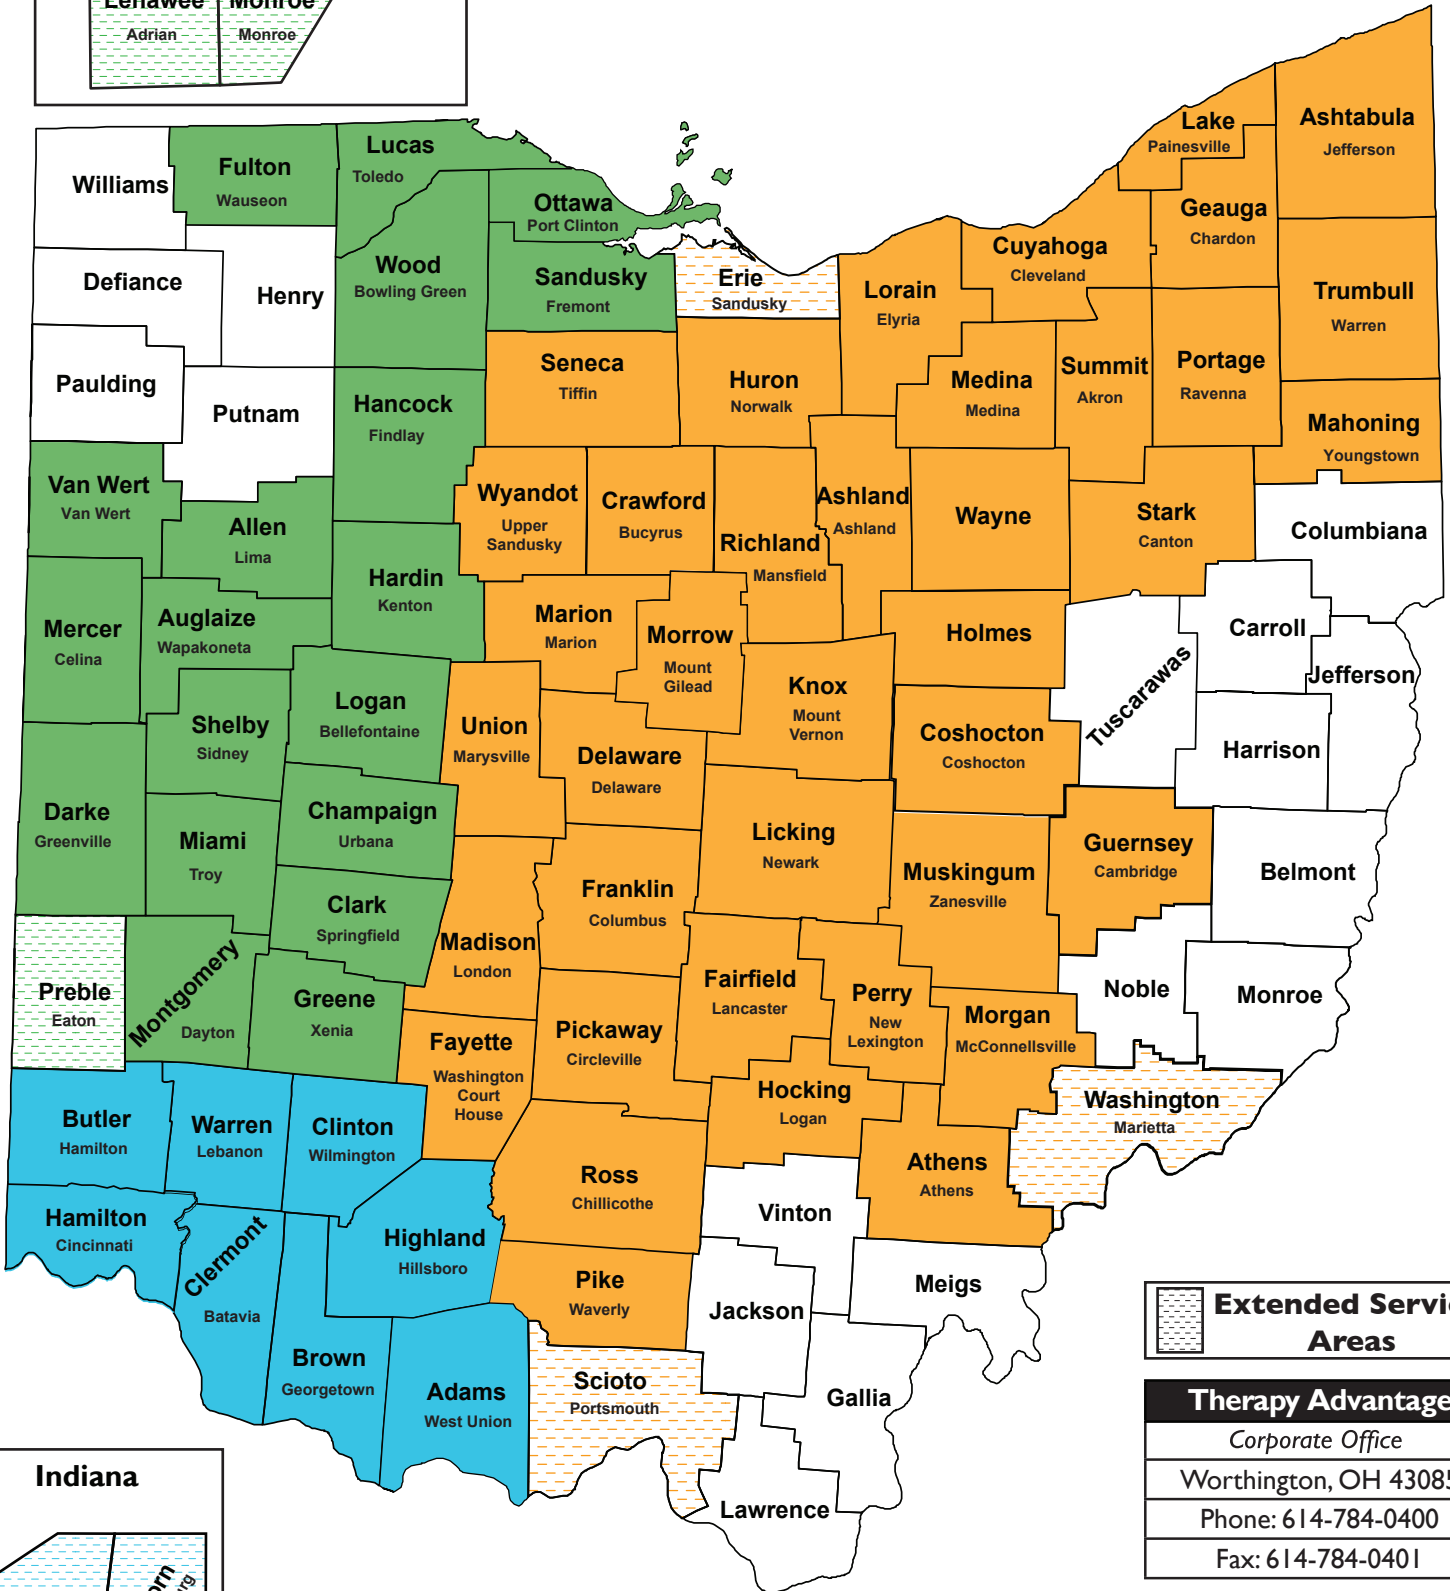 Lenawee
Adrian
Monroe
Monroe
Williams
Fulton
Wauseon
Lucas
Toledo
Ottawa
Port Clinton
Lake
Painesville
Ashtabula
Jefferson
Geauga
Chardon
Cuyahoga
Cleveland
Defiance
Henry
Wood
Bowling Green
Sandusky
Fremont
Erie
Sandusky
Lorain
Elyria
Trumbull
Warren
Paulding
Putnam
Hancock
Findlay
Seneca
Tiffin
Huron
Norwalk
Medina
Medina
Summit
Akron
Portage
Ravenna
Mahoning
Youngstown
Van Wert
Van Wert
Allen
Lima
Wyandot
Upper
Sandusky
Crawford
Bucyrus
Richland
Mansfield
Ashland
Ashland
Wayne
Stark
Canton
Columbiana
Hardin
Kenton
Mercer
Celina
Auglaize
Wapakoneta
Marion
Marion
Morrow
Mount
Gilead
Holmes
Carroll
Jefferson
Tuscarawas
Logan
Bellefontaine
Shelby
Sidney
Union
Marysville
Delaware
Delaware
Knox
Mount
Vernon
Coshocton
Coshocton
Harrison
Darke
Greenville
Miami
Troy
Champaign
Urbana
Licking
Newark
Muskingum
Zanesville
Guernsey
Cambridge
Belmont
Clark
Springfield
Franklin
Columbus
Madison
London
Preble
Eaton
Montgomery
Dayton
Greene
Xenia
Fairfield
Lancaster
Perry
New
Lexington
Morgan
McConnellsville
Noble
Monroe
Pickaway
Circleville
Fayette
Washington
Court
House
Hocking
Logan
Washington
Marietta
Butler
Hamilton
Warren
Lebanon
Clinton
Wilmington
Ross
Chillicothe
Athens
Athens
Hamilton
Cincinnati
Clermont
Batavia
Highland
Hillsboro
Vinton
Pike
Waverly
Jackson
Meigs
Brown
Georgetown
Adams
West Union
Scioto
Portsmouth
Gallia
Lawrence
Indiana
Extended Servi
Areas
Therapy Advantage
Corporate Office
Worthington, OH 43085
Phone: 614-784-0400
Fax: 614-784-0401